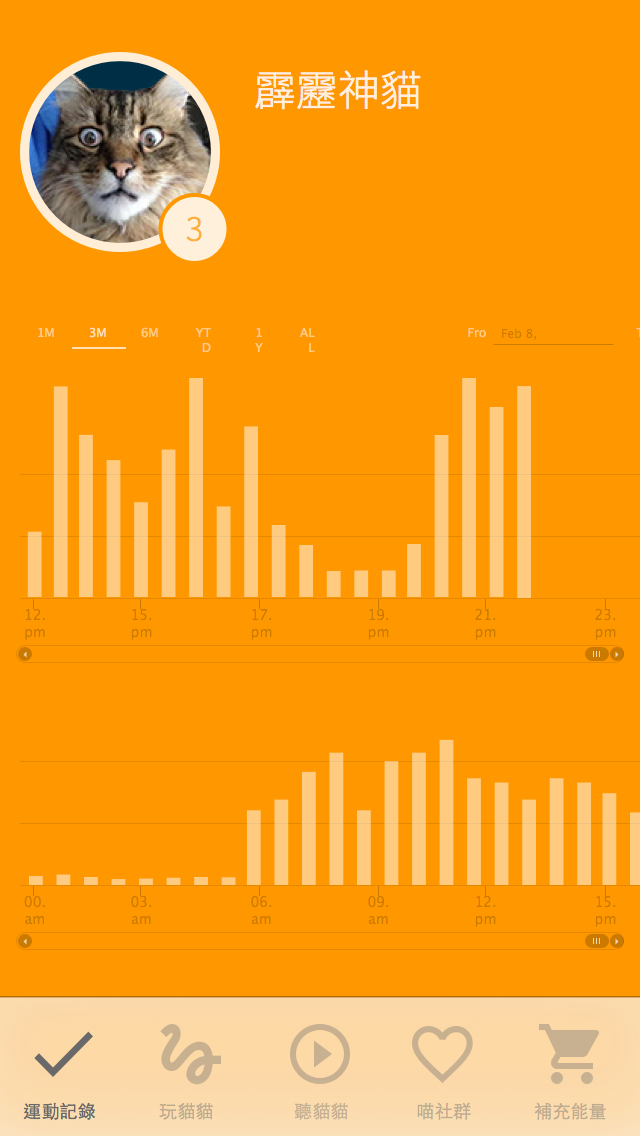 霹靂神貓
3
1M 3M 6M YT 1 AL Fro Feb 8, T
D Y L
12. 15. 17. 19. 21. 23.
pm pm pm pm pm pm
00. 03. 06. 09. 12. 15.
am am am am pm pm
運動記錄 玩貓貓 聽貓貓 喵社群 補充能量